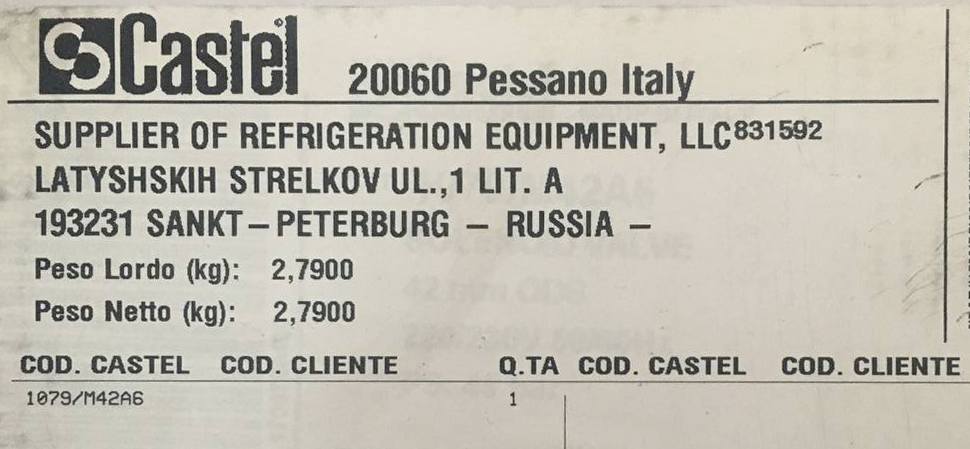 Castel
20060 Pessano Italy
SUPPLIER OF REFRIGERATION EQUIPMENT, LLC 831592
LATYSHSKIH STRELKOV UL.,1 LIT. A
193231 SANKT-PETERBURG - RUSSIA -
Peso Lordo (kg): 2,7900
Peso Netto (kg): 2,7900
COD. CASTEL COD. CLIENTE Q.TA COD. CASTEL COD. CLIENTE
1079/M42A6 1